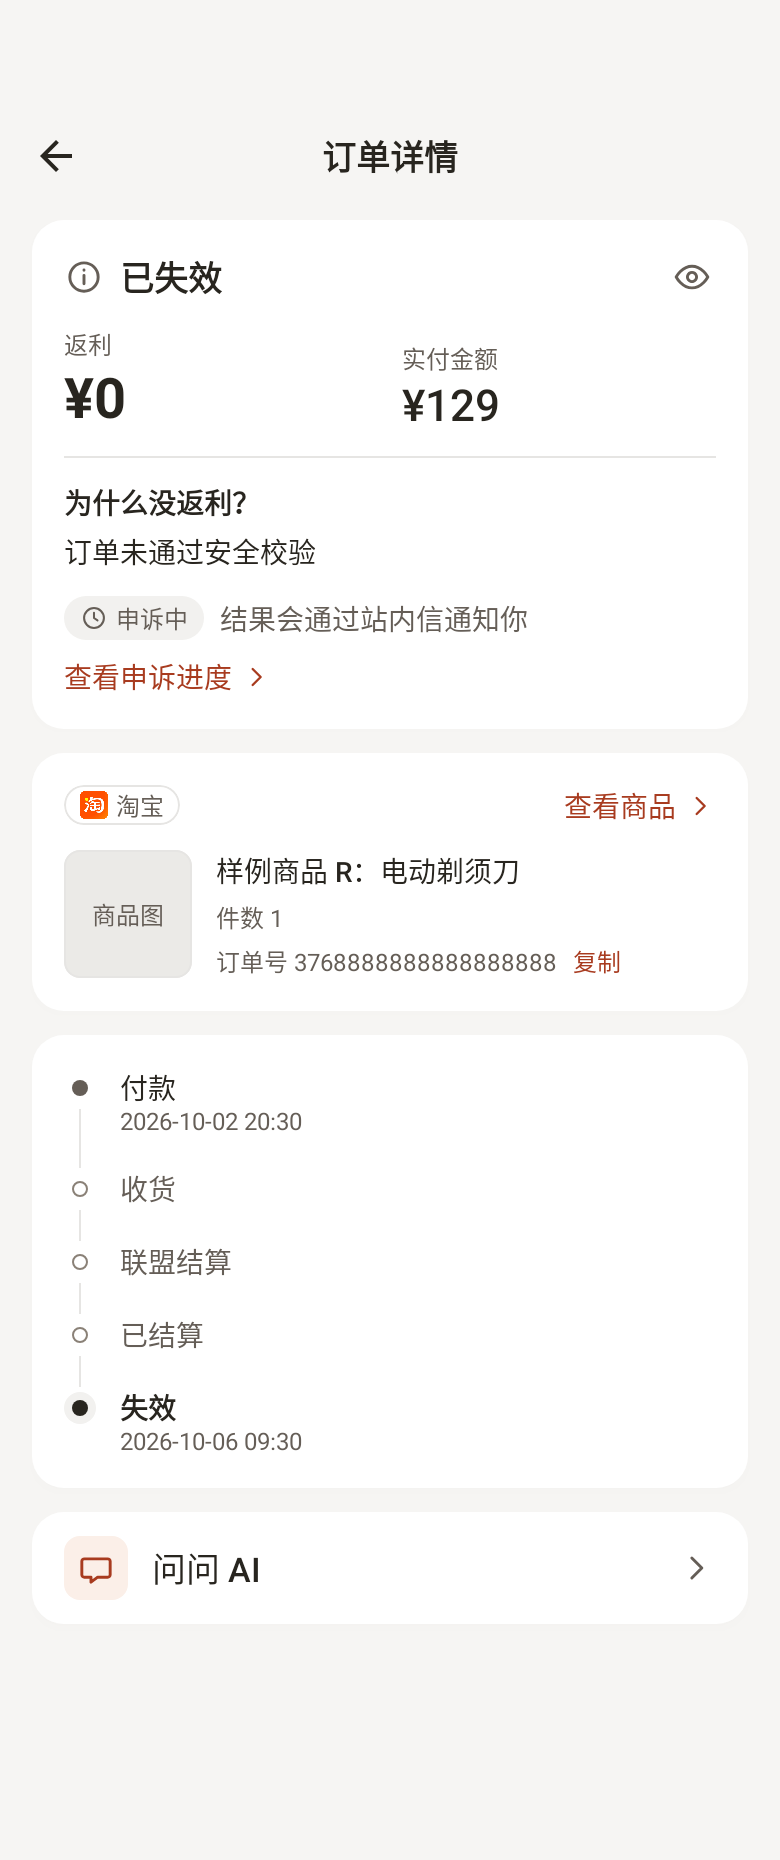 订单详情
已失效
返利
¥0
实付金额
¥129
为什么没返利?
订单未通过安全校验
申诉中 结果会通过站内信通知你
查看申诉进度
淘 淘宝
查看商品
商品图
样例商品 R：电动剃须刀
件数 1
订单号 3768888888888888888 复制
付款
2026-10-02 20:30
收货
联盟结算
已结算
失效
2026-10-06 09:30
问问 AI